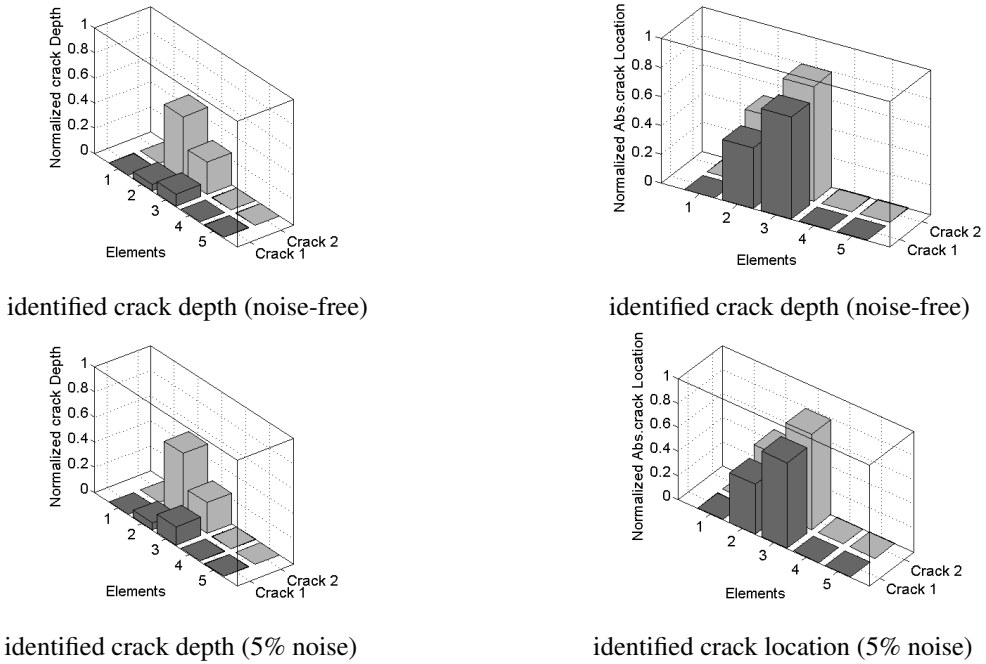 Normalized crack Depth
1
0.8
0.6
0.4
0.2
0
1
2
3
4
5
Elements
Crack 1
Crack 2
identified crack depth (noise-free)
Normalized Abs.crack Location
1
0.8
0.6
0.4
0.2
0
1
2
3
4
5
Elements
Crack 1
Crack 2
identified crack depth (noise-free)
Normalized crack Depth
1
0.8
0.6
0.4
0.2
0
1
2
3
4
5
Elements
Crack 1
Crack 2
identified crack depth (5% noise)
Normalized Abs.crack Location
1
0.8
0.6
0.4
0.2
0
1
2
3
4
5
Elements
Crack 1
Crack 2
identified crack location (5% noise)